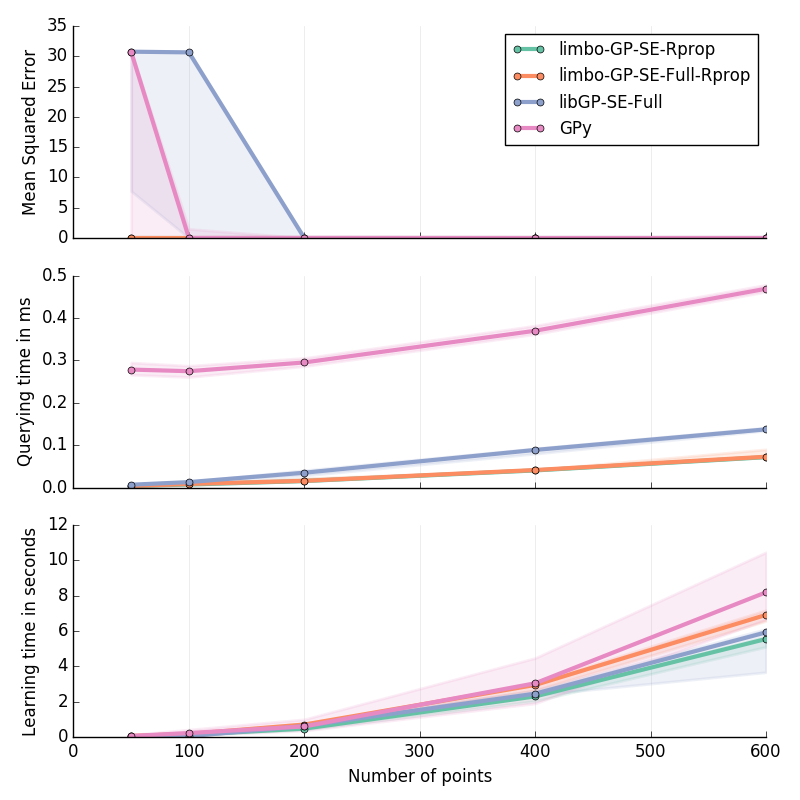 35
30
25
20
15
10
5
0
Mean Squared Error
limbo-GP-SE-Rprop
limbo-GP-SE-Full-Rprop
libGP-SE-Full
GPy
0.5
0.4
0.3
0.2
0.1
0.0
Querying time in ms
12
10
8
6
4
2
0
Learning time in seconds
0 100 200 300 400 500 600
Number of points